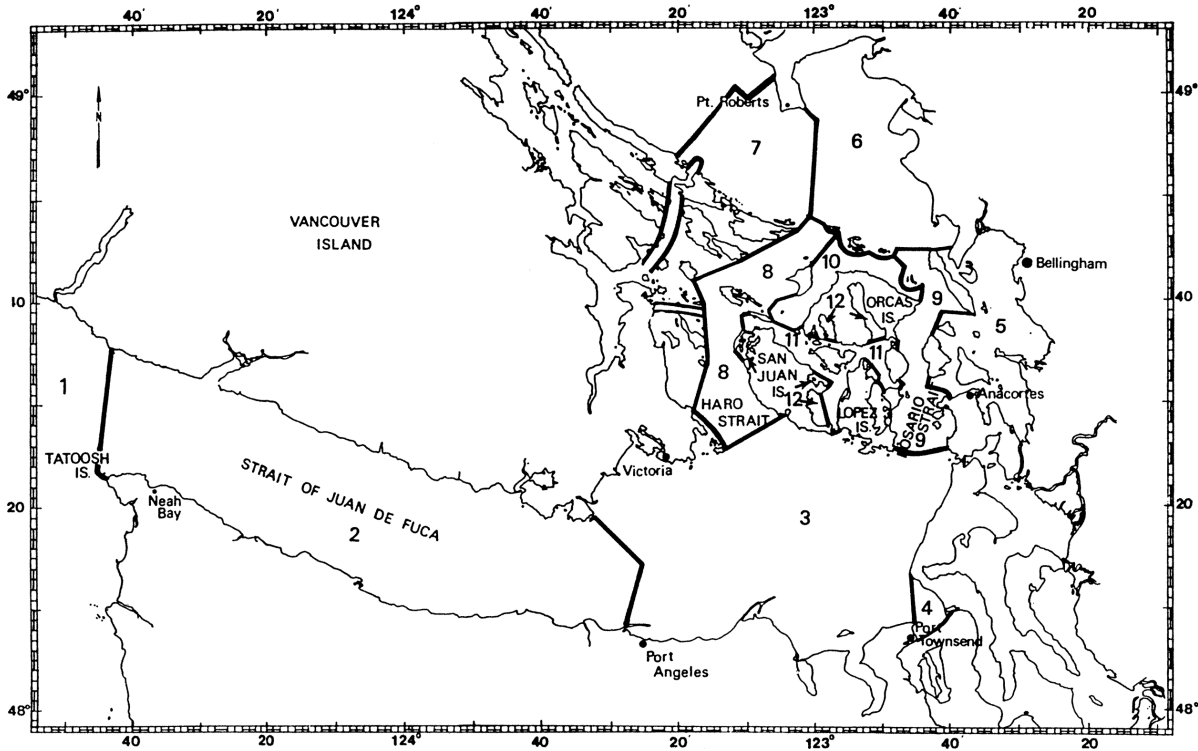 40' 20' 124° 40' 20' 123° 40' 20'
49° 49°
N
Pt. Roberts
7 6
VANCOUVER
ISLAND
8 10 3
Bellingham
12 ORCAS
IS.
9
10 40
5
11
11
1
SAN
JUAN
IS.
8
12
Anacortes
HARO
STRAIT
LOPEZ
IS.
3
ROSARIO
STRAIT
9
TATOOSH
IS.
Victoria
STRAIT OF JUAN DE FUCA
Neah
Bay
20 20
2
3
4
Port
Townsend
Port
Angeles
48° 48°
40' 20' 124° 40' 20' 123° 40' 20'